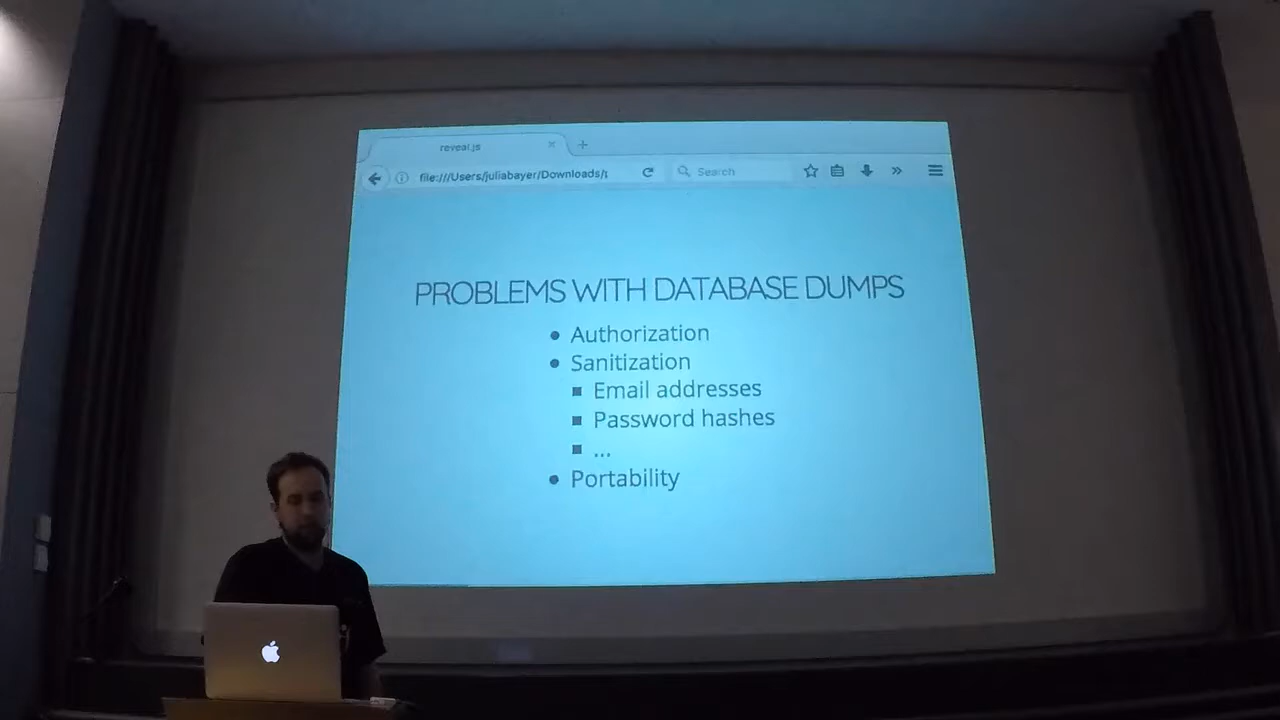 reveal.js
file:///Users/juliabayer/Downloads/t
Search
PROBLEMS WITH DATABASE DUMPS
Authorization
Sanitization
Email addresses
Password hashes
...
Portability